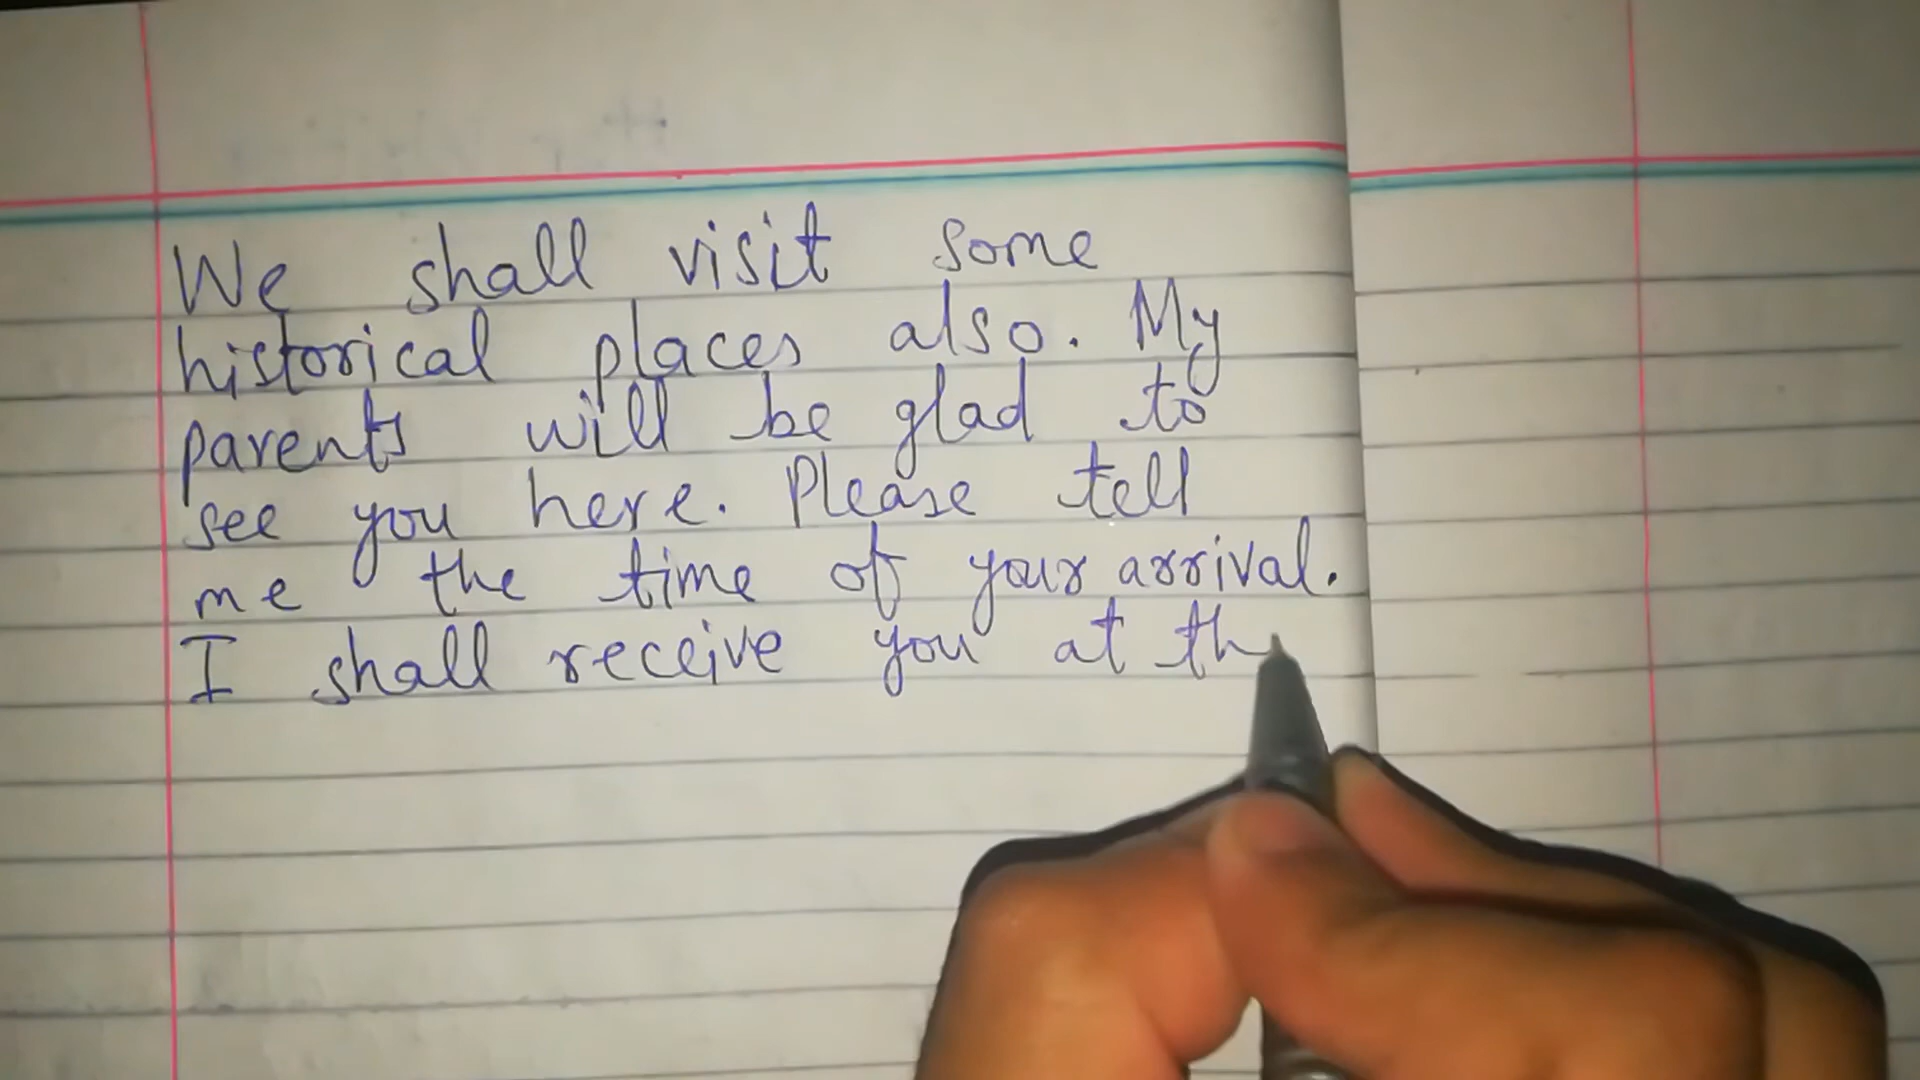 We shall visit some
historical places also. My
parents will be glad to
see you here. Please tell
me the time of your arrival.
I shall receive you at th